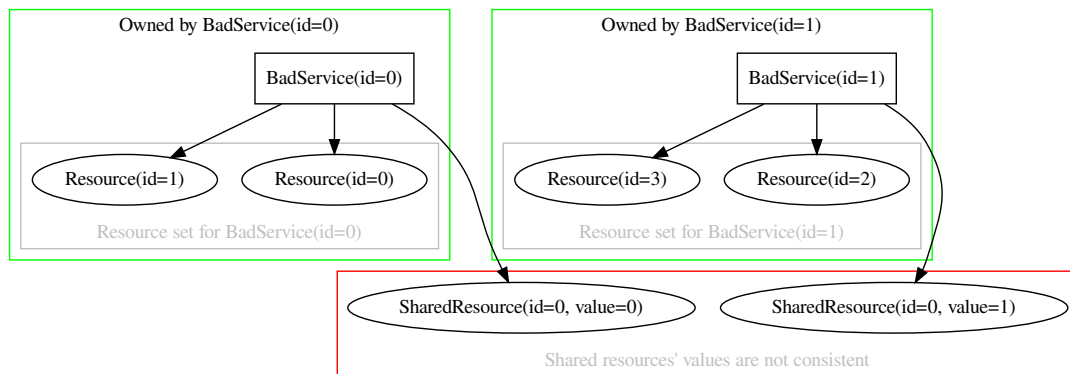 Owned by BadService(id=0)
Owned by BadService(id=1)
BadService(id=0)
BadService(id=1)
Resource(id=1)
Resource(id=0)
Resource(id=3)
Resource(id=2)
Resource set for BadService(id=0)
Resource set for BadService(id=1)
SharedResource(id=0, value=0)
SharedResource(id=0, value=1)
Shared resources' values are not consistent